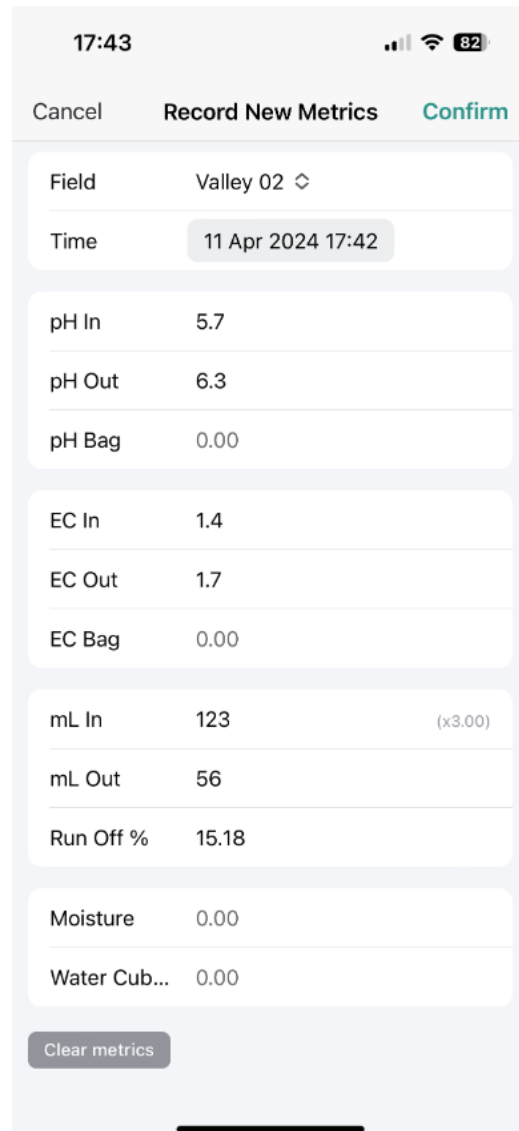 17:43 82
Cancel Record New Metrics Confirm
Field Valley 02
Time 11 Apr 2024 17:42
pH In 5.7
pH Out 6.3
pH Bag 0.00
EC In 1.4
EC Out 1.7
EC Bag 0.00
mL In 123 (x3.00)
mL Out 56
Run Off % 15.18
Moisture 0.00
Water Cub... 0.00
Clear metrics